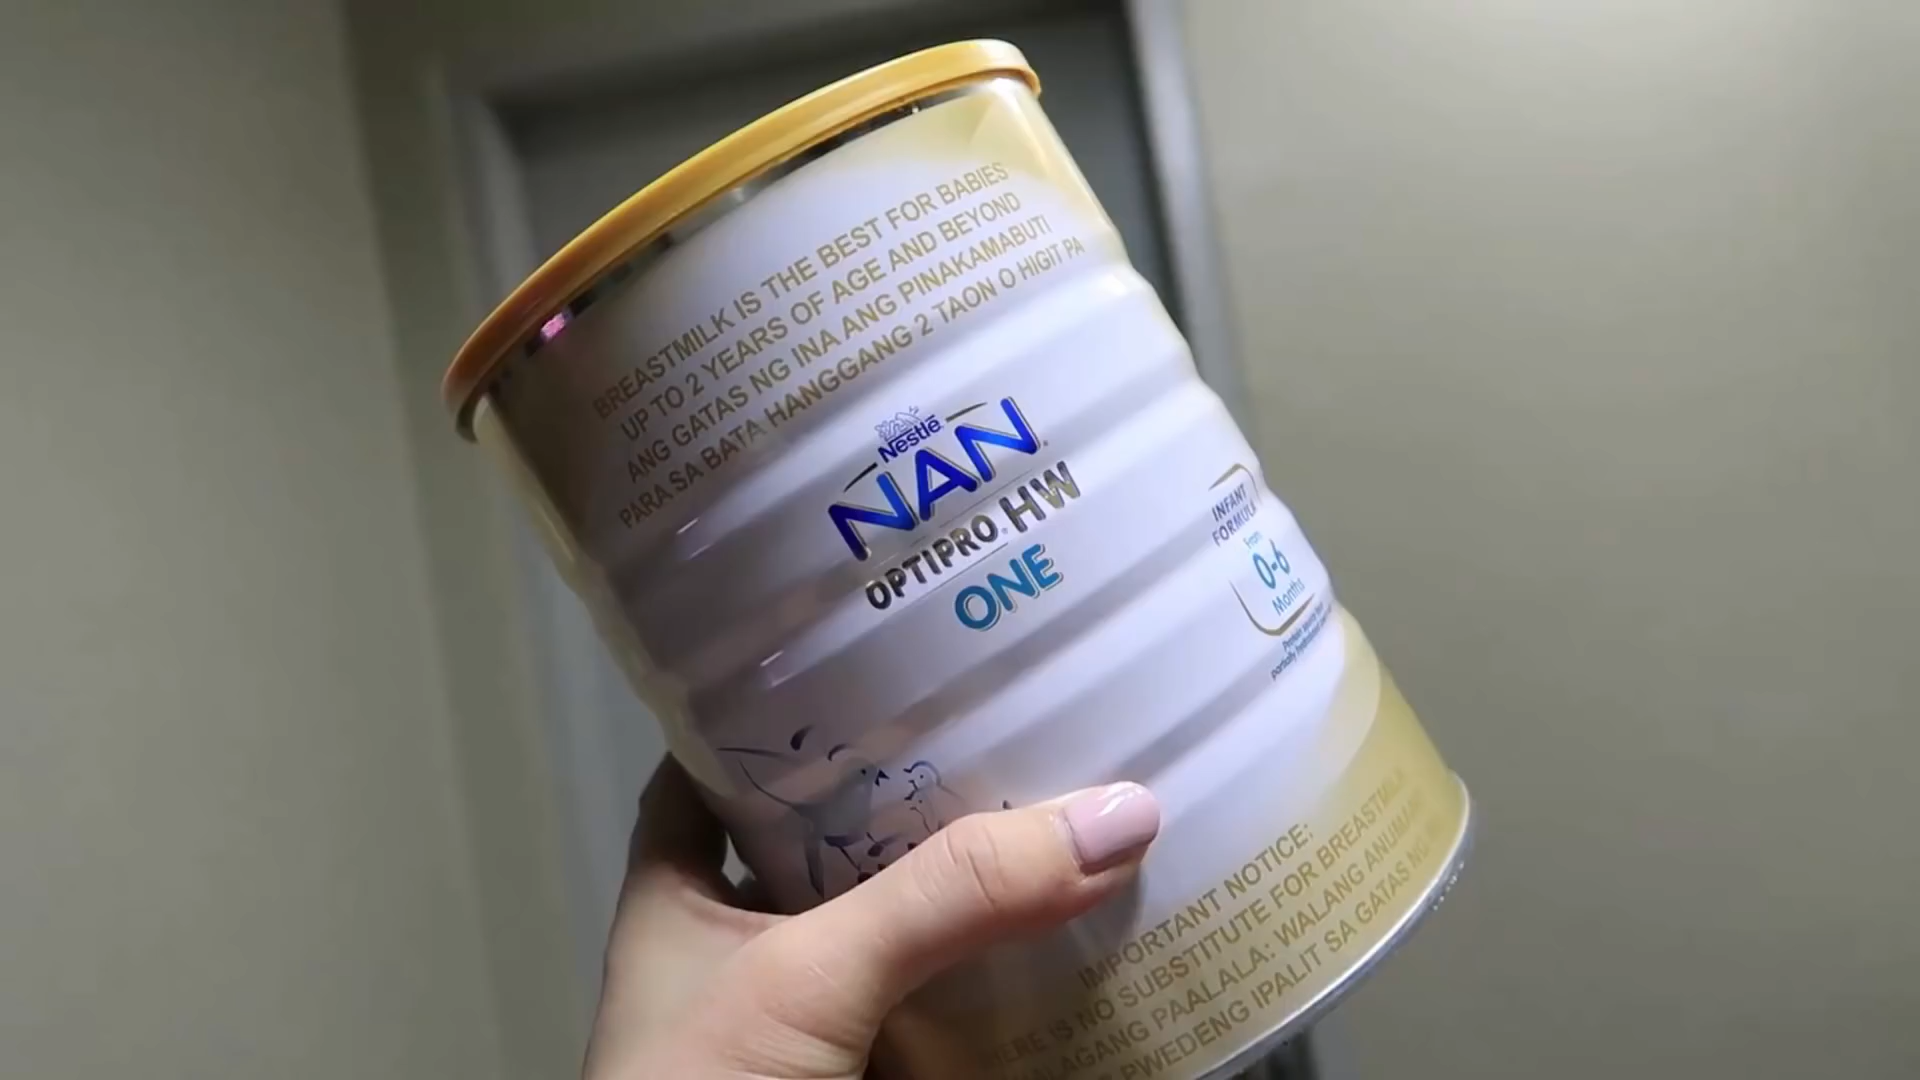 BREASTMILK IS THE BEST FOR BABIES
UP TO 2 YEARS OF AGE AND BEYOND
ANG GATAS NG INA ANG PINAKAMABUTI
PARA SA BATA HANGGANG 2 TAON O HIGIT PA
Nestlé
NAN
OPTIPRO HW
ONE
INFANT
FORMULA
From
0-6
Months
IMPORTANT NOTICE:
IS NO SUBSTITUTE FOR BREASTMILK
PAALALA: WALANG
PWEDENG IPALIT SA GATAS